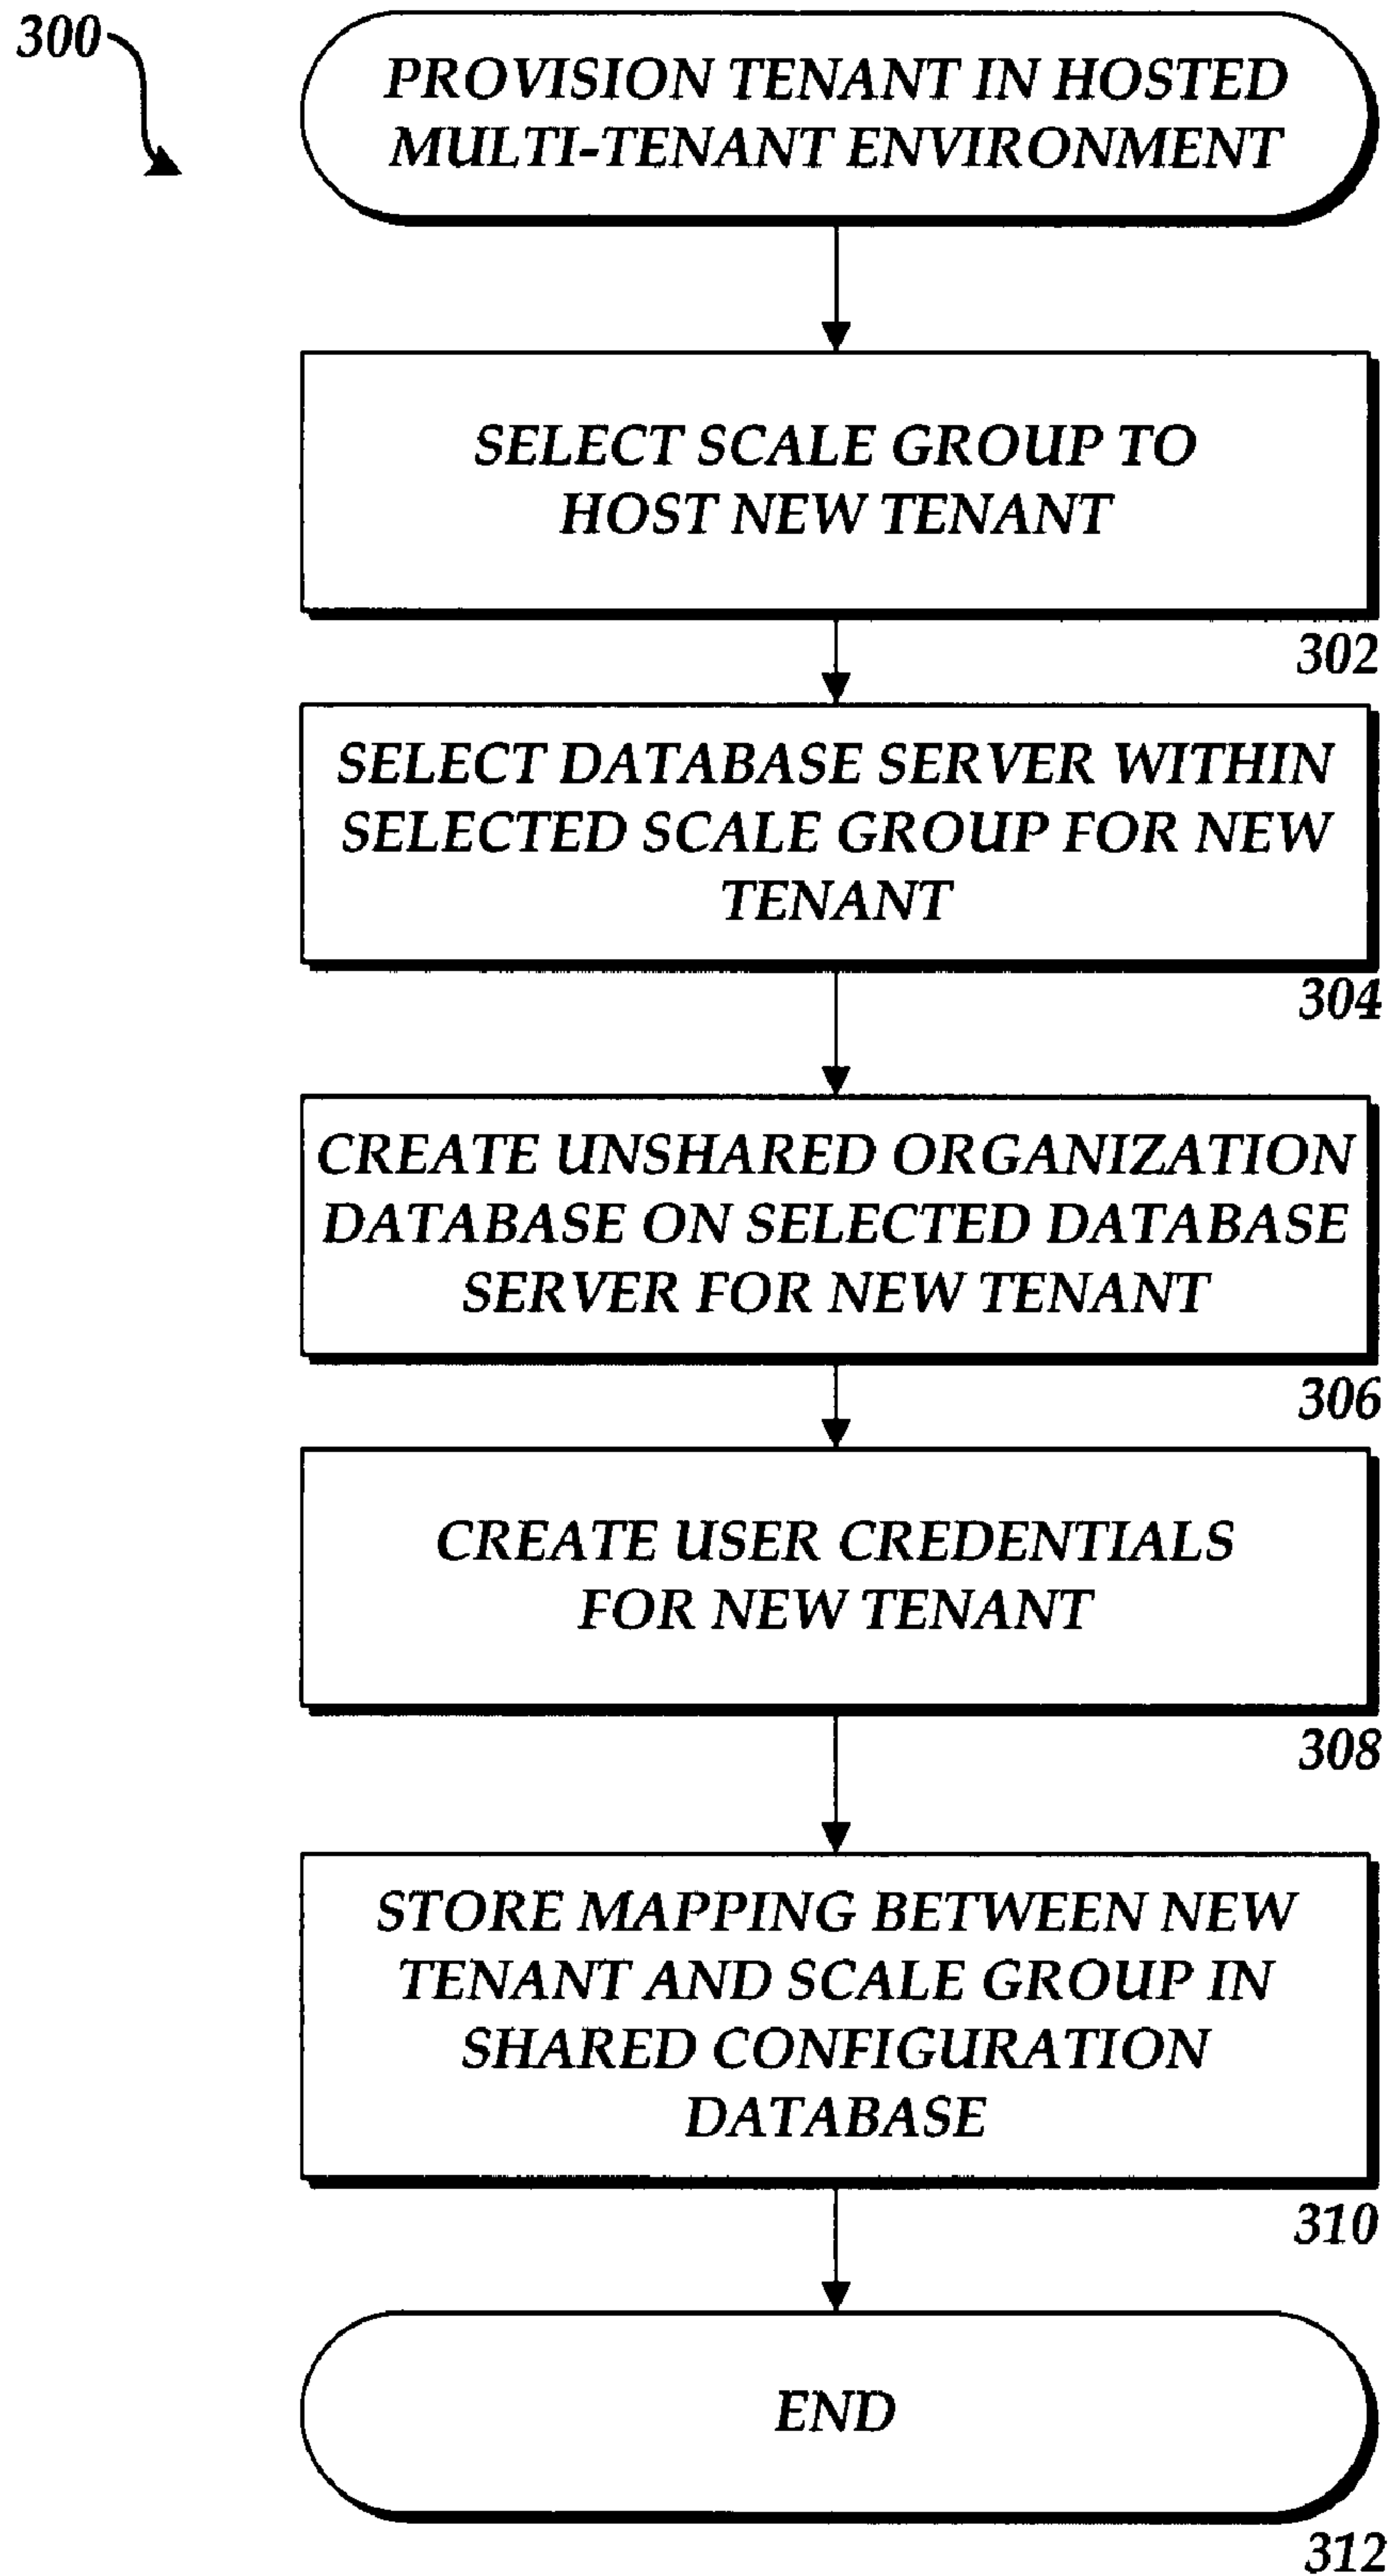 300
PROVISION TENANT IN HOSTED
MULTI-TENANT ENVIRONMENT
SELECT SCALE GROUP TO
HOST NEW TENANT
302
SELECT DATABASE SERVER WITHIN
SELECTED SCALE GROUP FOR NEW
TENANT
304
CREATE UNSHARED ORGANIZATION
DATABASE ON SELECTED DATABASE
SERVER FOR NEW TENANT
306
CREATE USER CREDENTIALS
FOR NEW TENANT
308
STORE MAPPING BETWEEN NEW
TENANT AND SCALE GROUP IN
SHARED CONFIGURATION
DATABASE
310
END
312